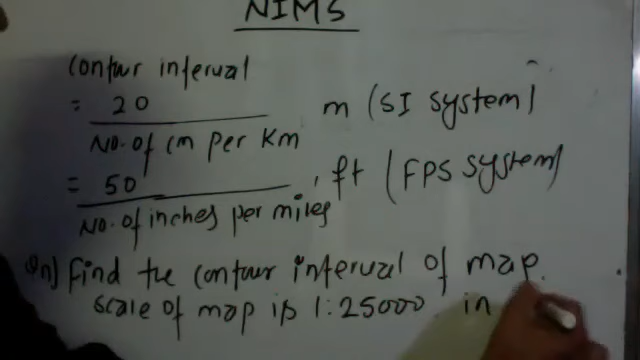 NIMS
Contour interval
= 20 m (SI system)
No. of cm per Km
= 50 , ft (FPS system)
No. of inches per miles
Qn) Find the contour interval of map.
scale of map is 1:25000 in